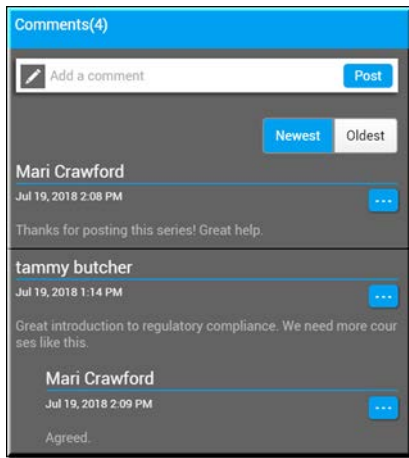 Comments(4)
Add a comment
Post
Newest
Oldest
Mari Crawford
Jul 19, 2018 2:08 PM
...
Thanks for posting this series! Great help.
tammy butcher
Jul 19, 2018 1:14 PM
...
Great introduction to regulatory compliance. We need more cour
ses like this.
Mari Crawford
Jul 19, 2018 2:09 PM
...
Agreed.